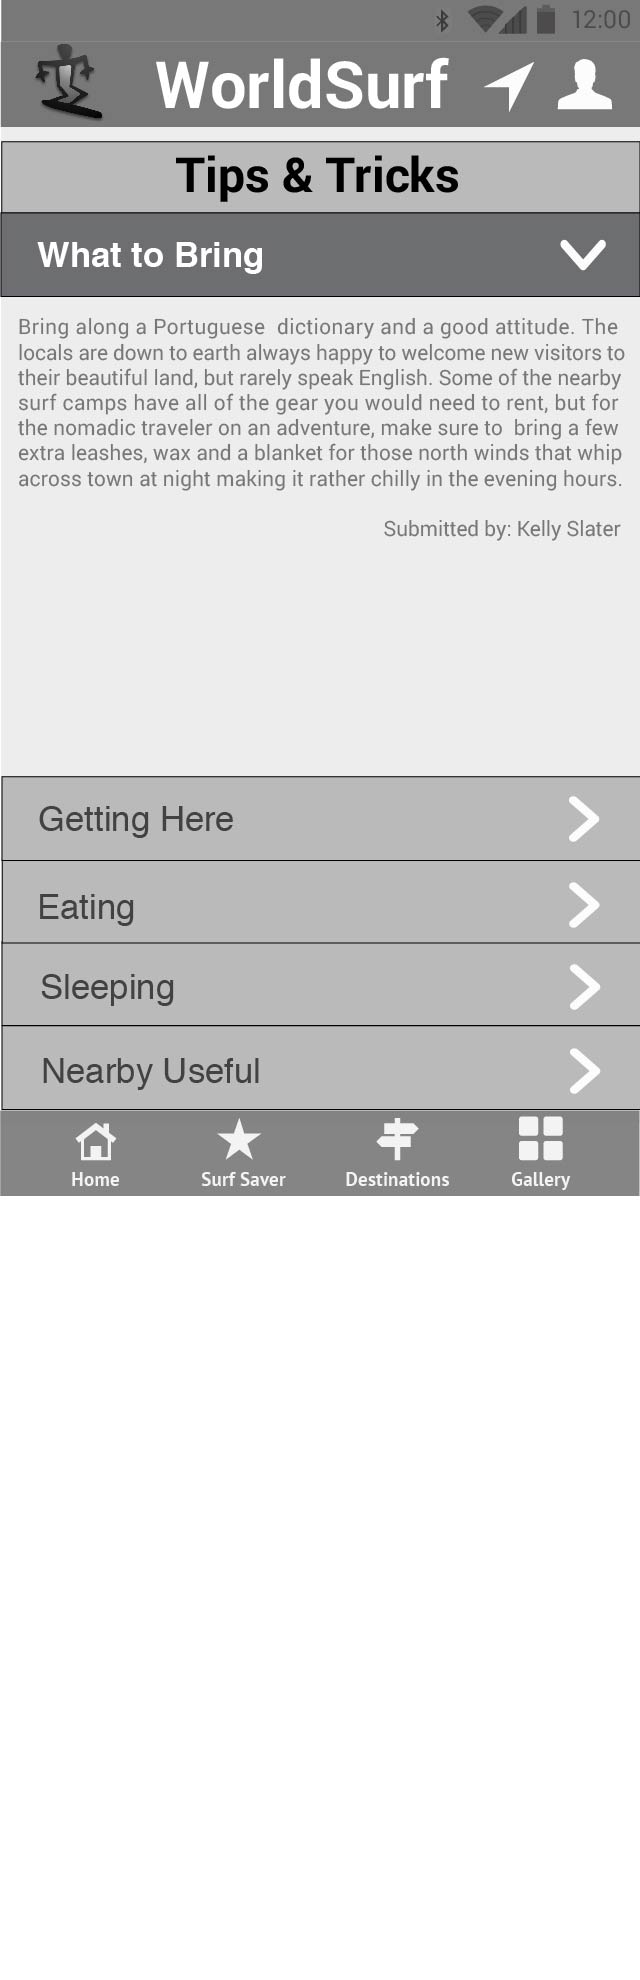 12:00
WorldSurf
Tips & Tricks
What to Bring
Bring along a Portuguese  dictionary and a good attitude. The
locals are down to earth always happy to welcome new visitors to
their beautiful land, but rarely speak English. Some of the nearby
surf camps have all of the gear you would need to rent, but for
the nomadic traveler on an adventure, make sure to  bring a few
extra leashes, wax and a blanket for those north winds that whip
across town at night making it rather chilly in the evening hours.
Submitted by: Kelly Slater
Getting Here
Eating
Sleeping
Nearby Useful
Home Surf Saver Destinations Gallery